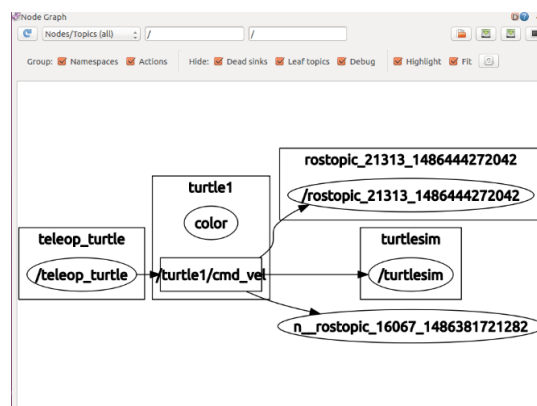 Node Graph
Nodes/Topics (all) / /
Group: Namespaces Actions Hide: Dead sinks Leaf topics Debug Highlight Fit
rostopic_21313_1486444272042
/rostopic_21313_1486444272042
turtle1
color
teleop_turtle
/teleop_turtle
/turtle1/cmd_vel
turtlesim
/turtlesim
n__rostopic_16067_1486381721282